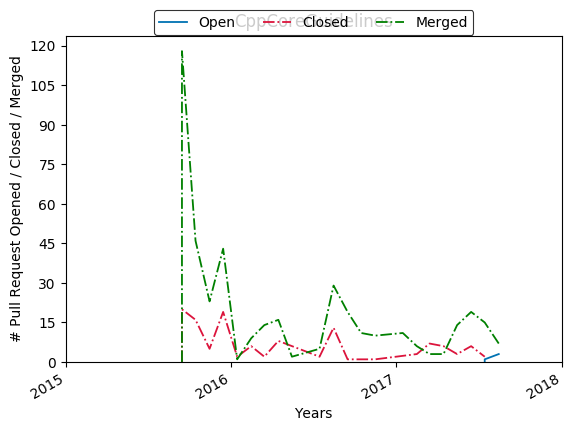 CppCoreGuidelines
Open Closed Merged
# Pull Request Opened / Closed / Merged
120
105
90
75
60
45
30
15
0
2015 2016 2017 2018
Years